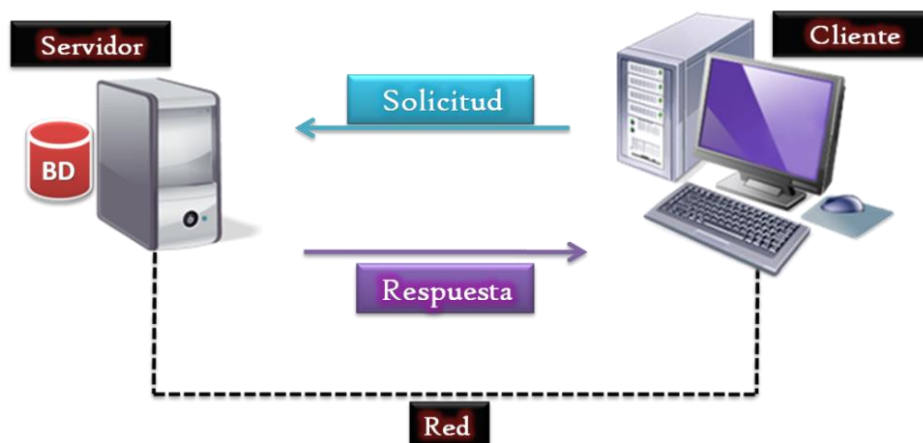 Servidor
Cliente
Solicitud
BD
Respuesta
Red